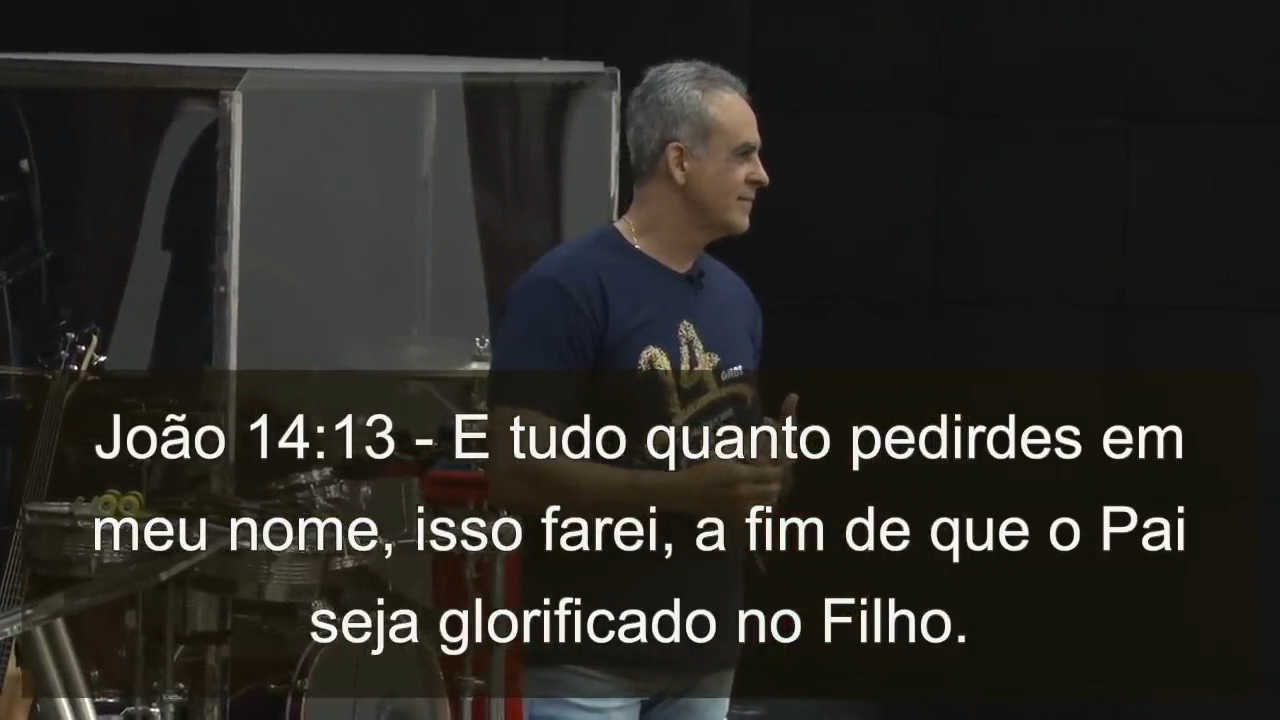 João 14:13 - E tudo quanto pedirdes em
meu nome, isso farei, a fim de que o Pai
seja glorificado no Filho.